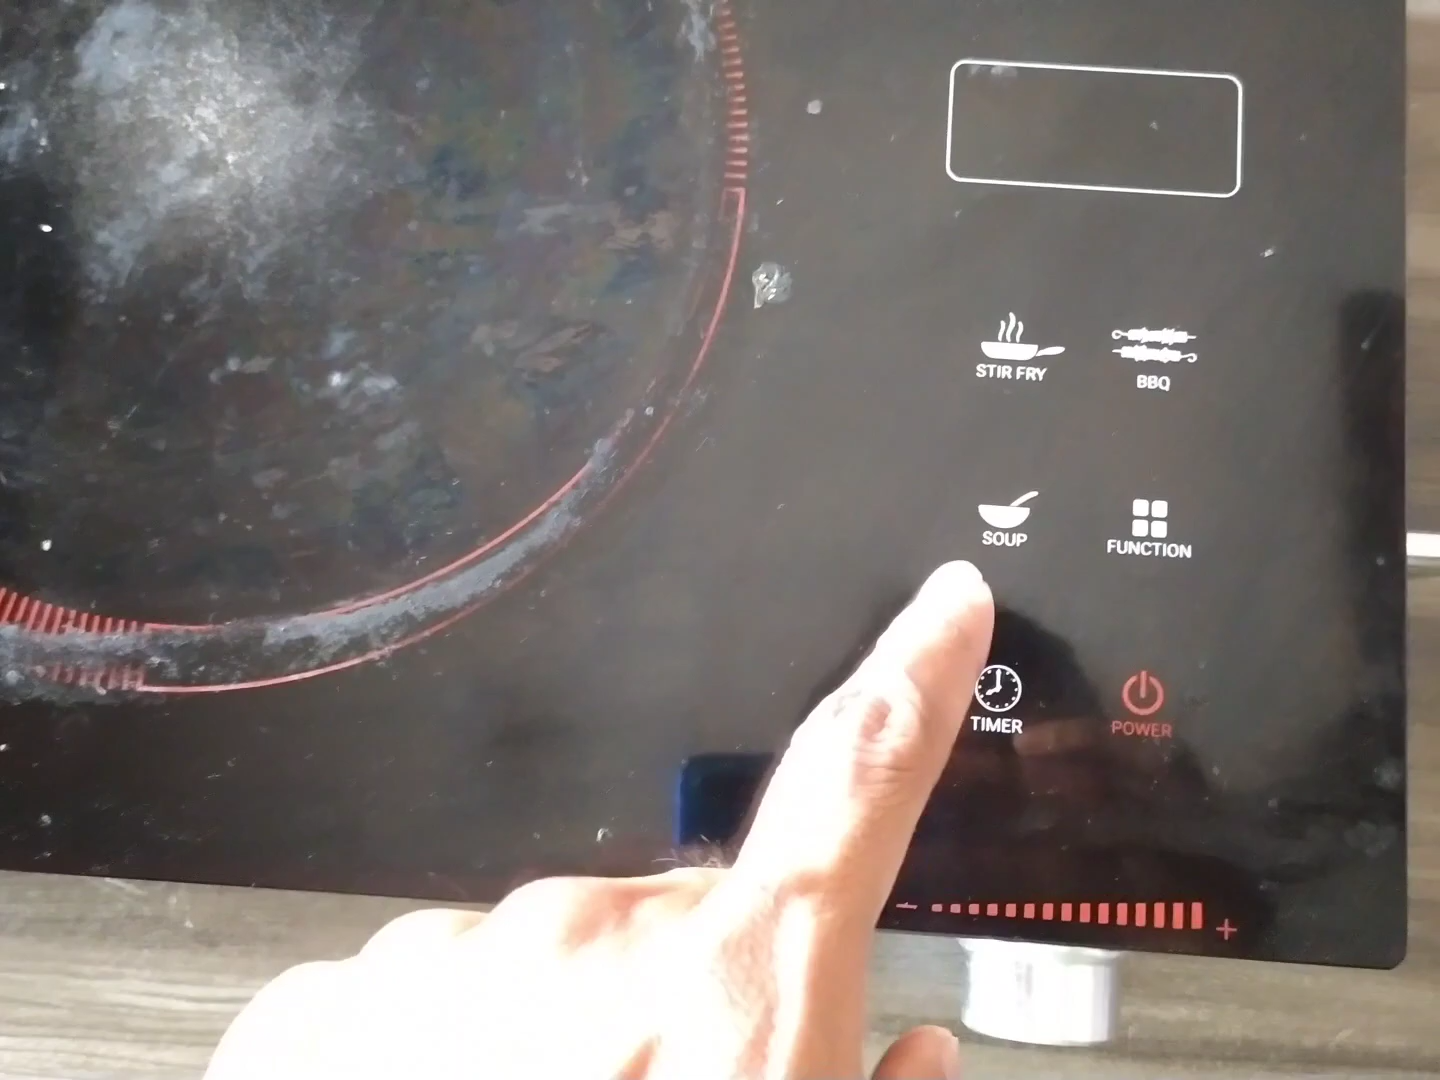 STIR FRY
BBQ
SOUP
FUNCTION
TIMER
POWER
- +